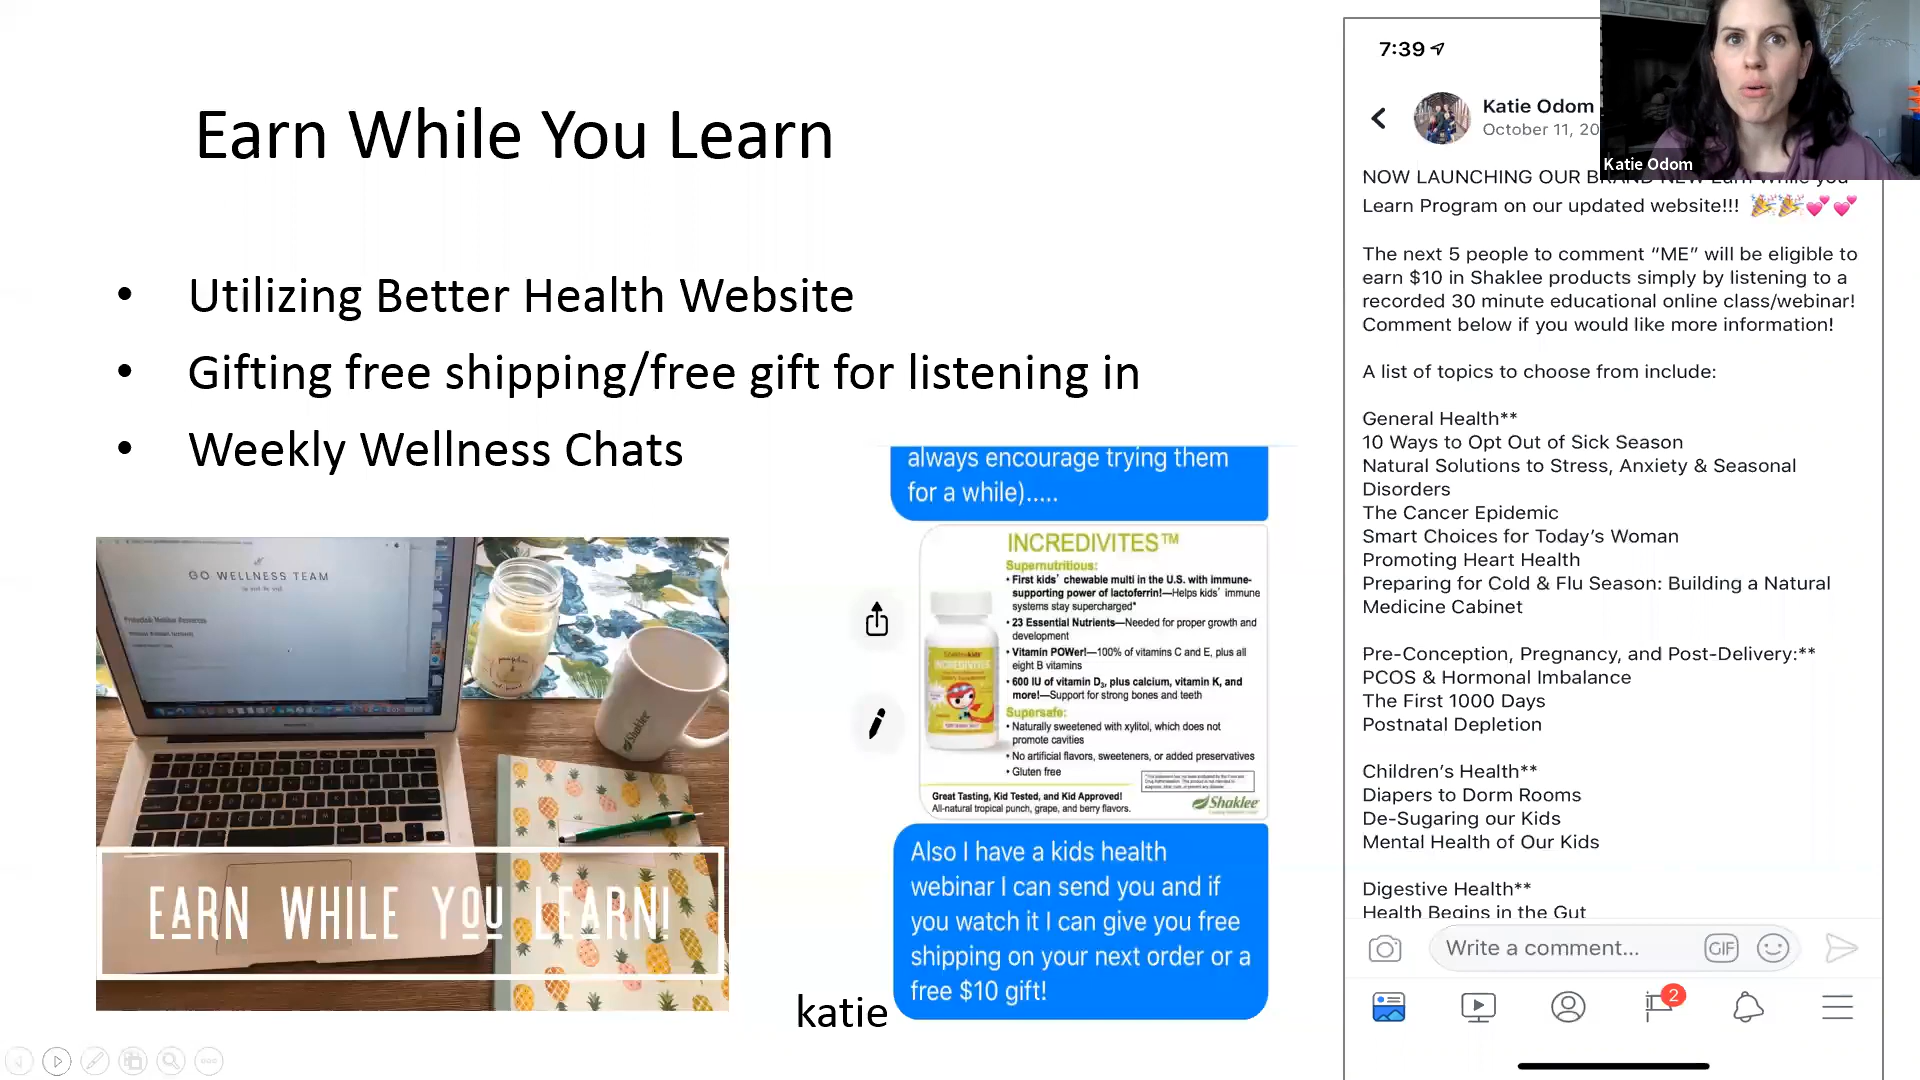 Earn While You Learn
• Utilizing Better Health Website
• Gifting free shipping/free gift for listening in
• Weekly Wellness Chats
GO WELLNESS TEAM
Shaklee
EARN WHILE YOU LEARN!
katie
always encourage trying them
for a while).....
INCREDIVITES™
Supernutritious:
• First kids' chewable multi in the U.S. with immune-
supporting power of lactoferrin!—Helps kids' immune
systems stay supercharged*
• 23 Essential Nutrients—Needed for proper growth and
development
• Vitamin POWer!—100% of vitamins C and E, plus all
eight B vitamins
• 600 IU of vitamin D3, plus calcium, vitamin K, and
more!—Support for strong bones and teeth
Supersafe:
• Naturally sweetened with xylitol, which does not
promote cavities
• No artificial flavors, sweeteners, or added preservatives
• Gluten free
Great Tasting, Kid Tested, and Kid Approved!
All-natural tropical punch, grape, and berry flavors.
Shaklee
INCREDIVITES
Also I have a kids health
webinar I can send you and if
you watch it I can give you free
shipping on your next order or a
free $10 gift!
7:39
Katie Odom
October 11, 20
Katie Odom
NOW LAUNCHING OUR BRAND NEW Earn While you
Learn Program on our updated website!!! 🎉🎉💕💕
The next 5 people to comment “ME” will be eligible to
earn $10 in Shaklee products simply by listening to a
recorded 30 minute educational online class/webinar!
Comment below if you would like more information!
A list of topics to choose from include:
General Health**
10 Ways to Opt Out of Sick Season
Natural Solutions to Stress, Anxiety & Seasonal
Disorders
The Cancer Epidemic
Smart Choices for Today’s Woman
Promoting Heart Health
Preparing for Cold & Flu Season: Building a Natural
Medicine Cabinet
Pre-Conception, Pregnancy, and Post-Delivery:**
PCOS & Hormonal Imbalance
The First 1000 Days
Postnatal Depletion
Children’s Health**
Diapers to Dorm Rooms
De-Sugaring our Kids
Mental Health of Our Kids
Digestive Health**
Health Begins in the Gut
Write a comment...
GIF
2